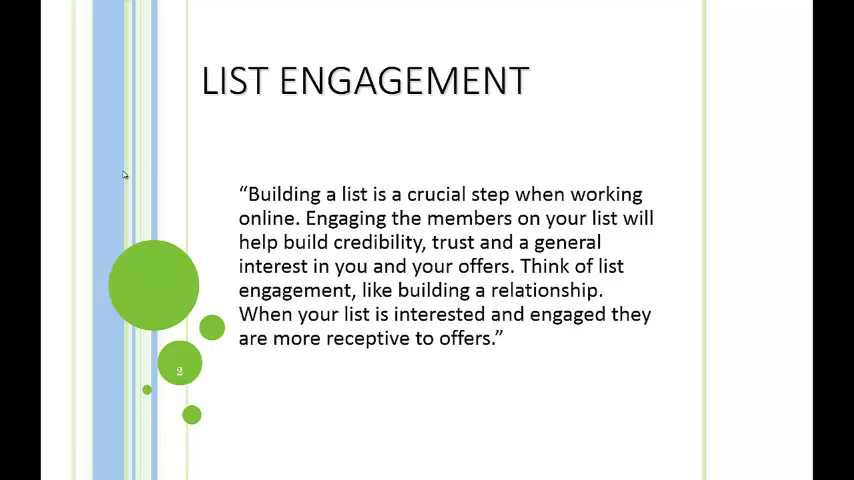 LIST ENGAGEMENT
“Building a list is a crucial step when working
online. Engaging the members on your list will
help build credibility, trust and a general
interest in you and your offers. Think of list
engagement, like building a relationship.
When your list is interested and engaged they
are more receptive to offers.”
2